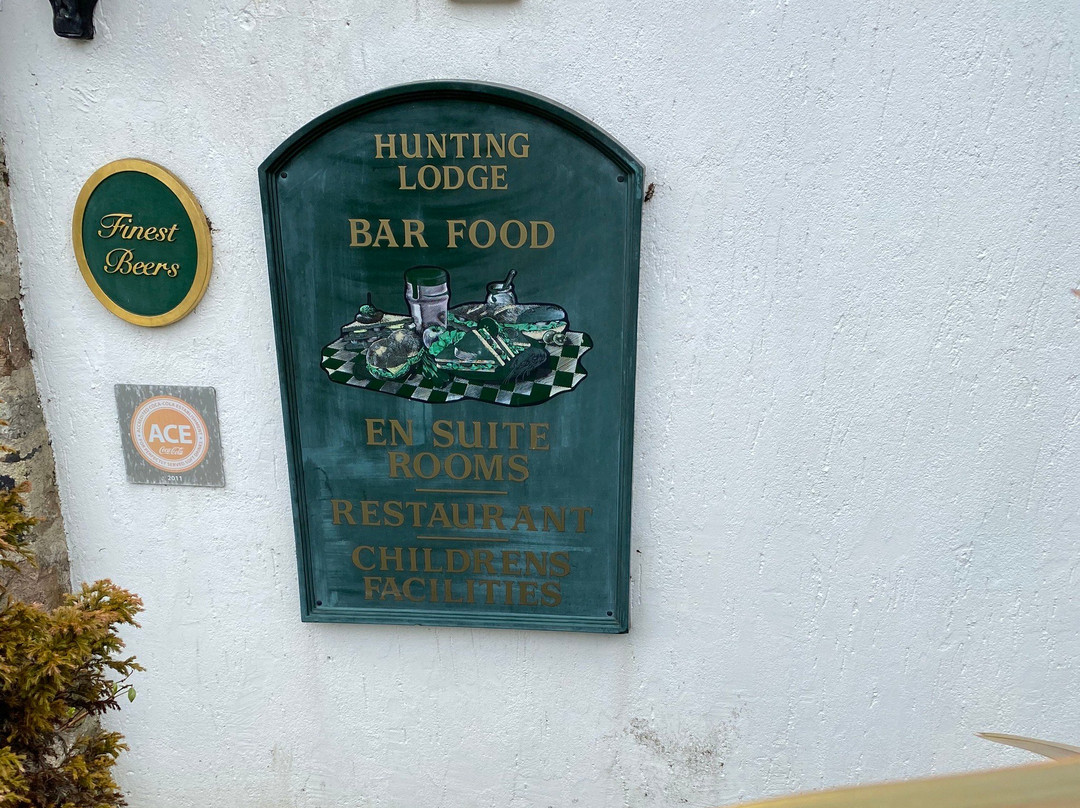 HUNTING
LODGE
BAR FOOD
EN SUITE
ROOMS
RESTAURANT
CHILDRENS
FACILITIES
Finest
Beers
ACE
Coca-Cola
2011